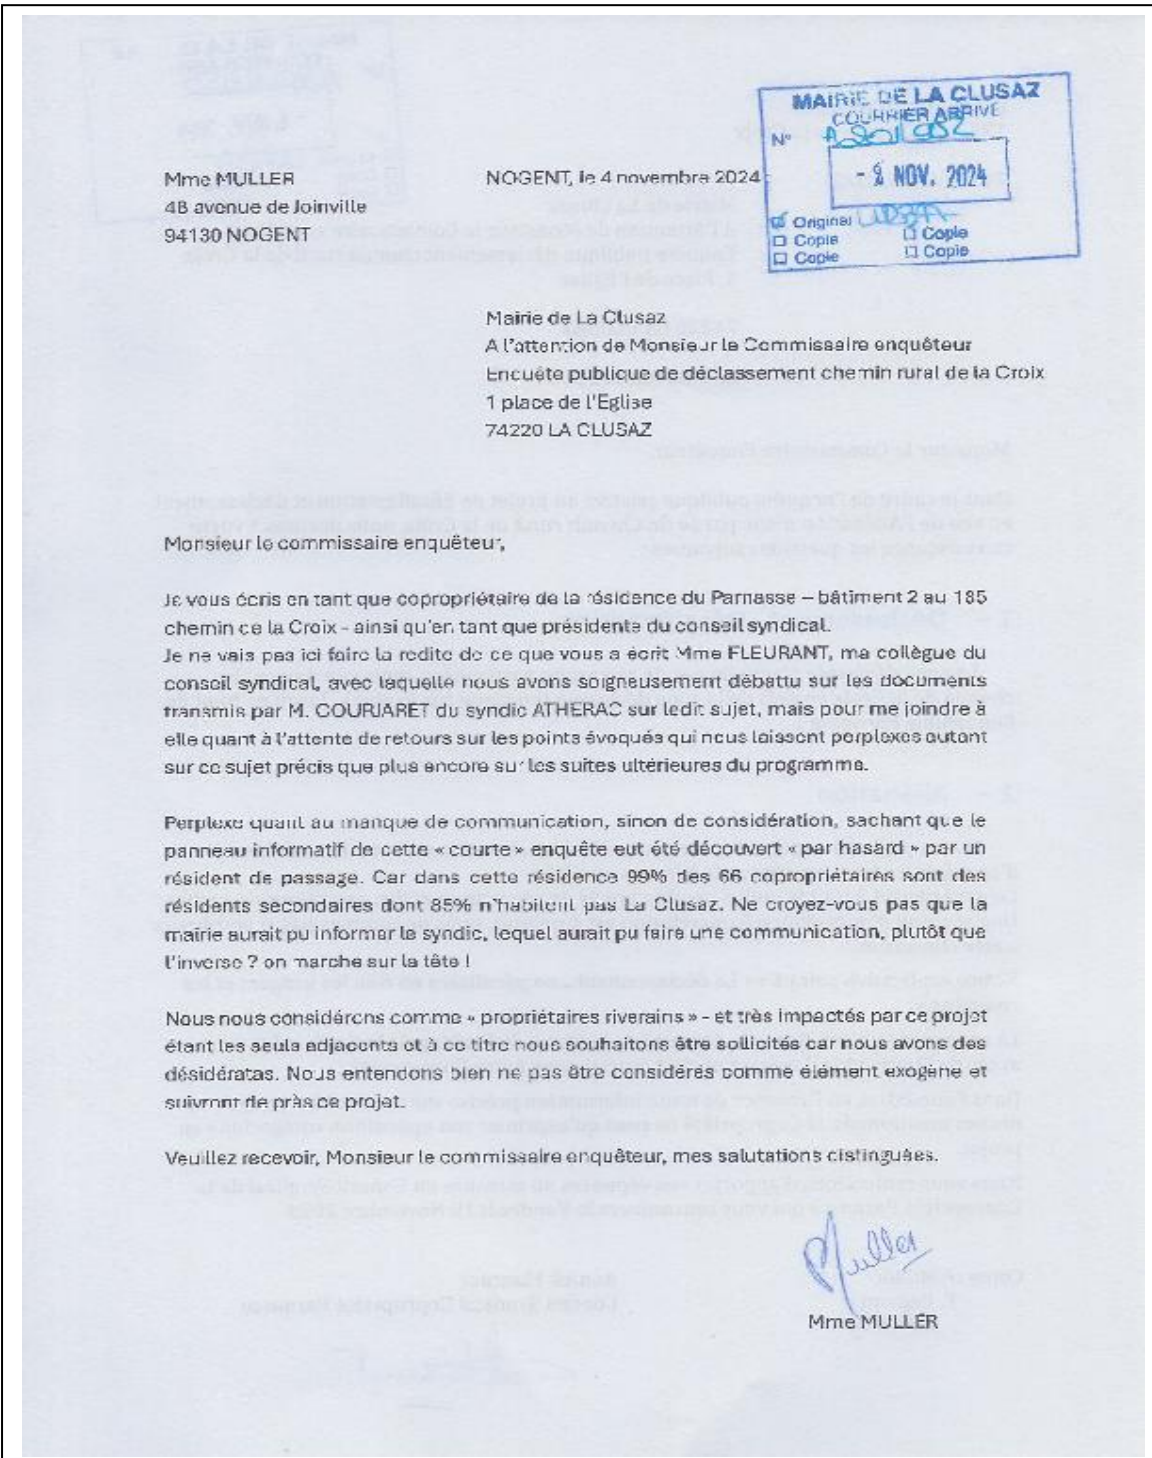 MAIRIE DE LA CLUSAZ
COURRIER ARRIVE
N°
NOV. 2024
Original
Copie
Copie
Copie
Copie
Mme MULLER
NOGENT, le 4 novembre 2024
48 avenue de Joinville
94130 NOGENT
Mairie de La Clusaz
A l'attention de Monsieur le Commissaire enquêteur
Enquête publique de déclassement chemin rural de la Croix
1 place de l'Eglise
74220 LA CLUSAZ
Monsieur le commissaire enquêteur,
Je vous écris en tant que copropriétaire de la résidence du Parnasse – bâtiment 2 au 185
chemin de la Croix - ainsi qu'en tant que présidente du conseil syndical.
Je ne vais pas ici faire la redite de ce que vous a écrit Mme FLEURANT, ma collègue du
conseil syndical, avec laquelle nous avons soigneusement débattu sur les documents
transmis par M. COURJARET du syndic ATHERAC sur ledit sujet, mais pour me joindre à
elle quant à l'attente de retours sur les points évoqués qui nous laissent perplexes autant
sur ce sujet précis que plus encore sur les suites ultérieures du programme.
Perplexe quant au manque de communication, sinon de considération, sachant que le
panneau informatif de cette « courte » enquête eut été découvert « par hasard » par un
résident de passage. Car dans cette résidence 99% des 66 copropriétaires sont des
résidents secondaires dont 85% n'habitent pas La Clusaz. Ne croyez-vous pas que la
mairie aurait pu informer le syndic, lequel aurait pu faire une communication, plutôt que
l'inverse ? on marche sur la tête !
Nous nous considérons comme « propriétaires riverains » - et très impactés par ce projet
étant les seuls adjacents et à ce titre nous souhaitons être sollicités car nous avons des
désidératas. Nous entendons bien ne pas être considérés comme élément exogène et
suivront de près ce projet.
Veuillez recevoir, Monsieur le commissaire enquêteur, mes salutations distinguées.
Muller
Mme MULLER